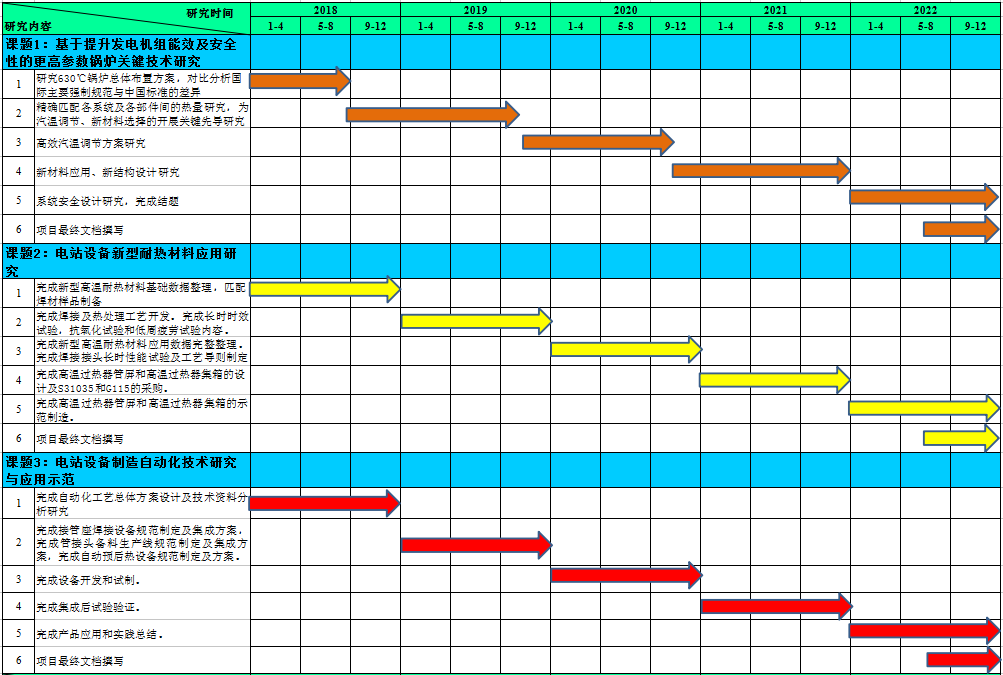 研究时间
2018 2019 2020 2021 2022
研究内容
1-4 5-8 9-12 1-4 5-8 9-12 1-4 5-8 9-12 1-4 5-8 9-12 1-4 5-8 9-12
课题1：基于提升发电机组能效及安全
性的更高参数锅炉关键技术研究
1 研究630℃锅炉总体布置方案，对比分析国
际主要强制规范与中国标准的差异
2 精确匹配各系统及各部件间的热量研究，为
汽温调节、新材料选择的开展关键先导研究
3 高效汽温调节方案研究
4 新材料应用、新结构设计研究
5 系统安全设计研究，完成结题
6 项目最终文档撰写
课题2：电站设备新型耐热材料应用研
究
1 完成新型高温耐热材料基础数据整理，匹配
焊材样品制备
2 完成焊接及热处理工艺开发。完成长时时效
试验，抗氧化试验和低周疲劳试验内容。
3 完成新型高温耐热材料应用数据完整整理。
完成焊接接头长时性能试验及工艺导则制定
4 完成高温过热器管屏和高温过热器集箱的设
计及S31035和G115的采购。
5 完成高温过热器管屏和高温过热器集箱的示
范制造。
6 项目最终文档撰写
课题3：电站设备制造自动化技术研究
与应用示范
1 完成自动化工艺总体方案设计及技术资料分
析研究
2 完成接管座焊接设备规范制定及集成方案，
完成管接头备料生产线规范制定及集成方
案，完成自动预后热设备规范制定及方案。
3 完成设备开发和试制。
4 完成集成后试验验证。
5 完成产品应用和实践总结。
6 项目最终文档撰写